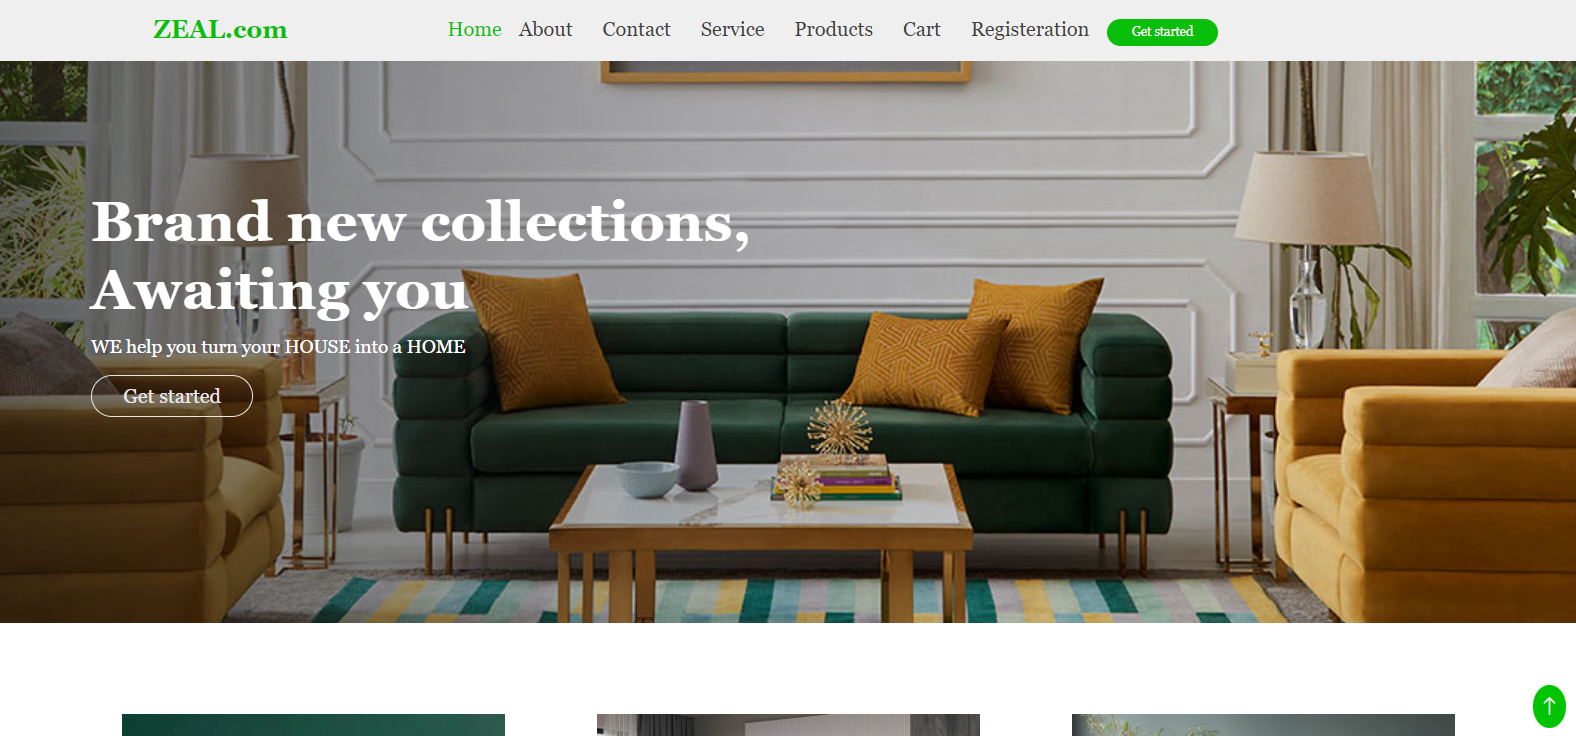 ZEAL.com
Home About Contact Service Products Cart Registeration Get started
Brand new collections,
Awaiting you
WE help you turn your HOUSE into a HOME
Get started